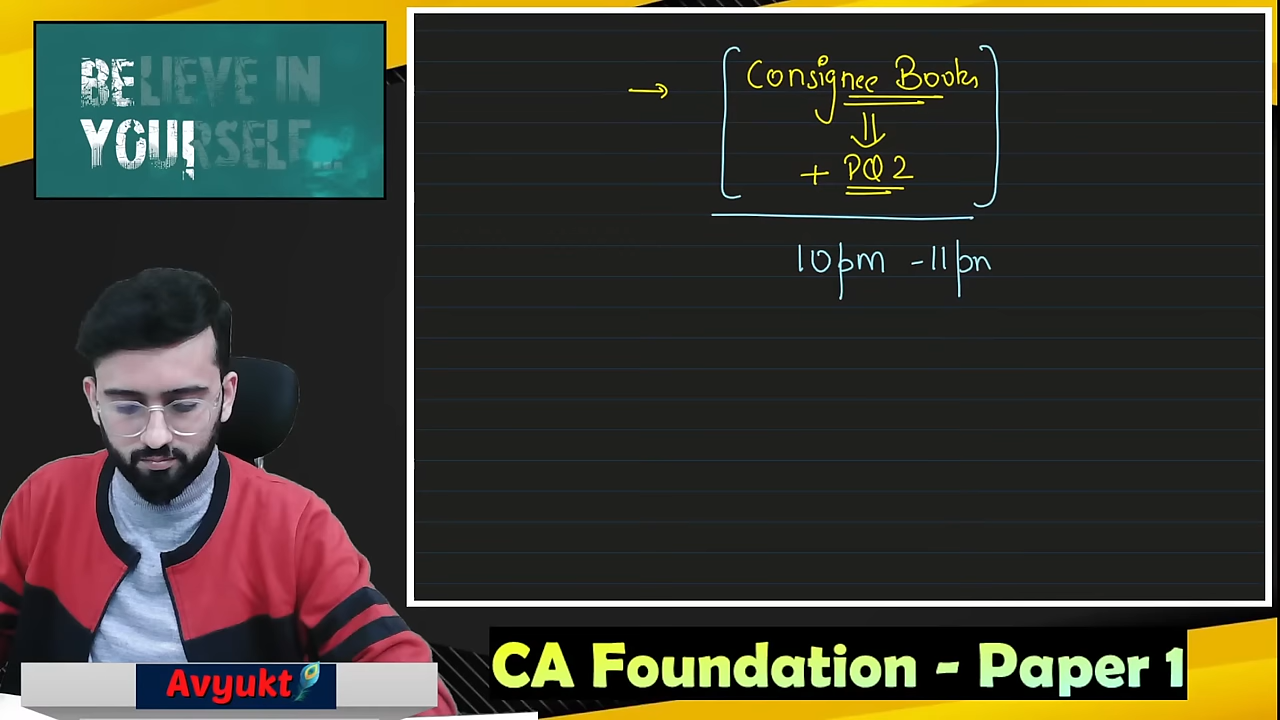 BELIEVE IN
YOURSELF...
→ [Consignee Books
⇓
+ PQ 2]
10pm - 11pm
Avyukt
CA Foundation - Paper 1